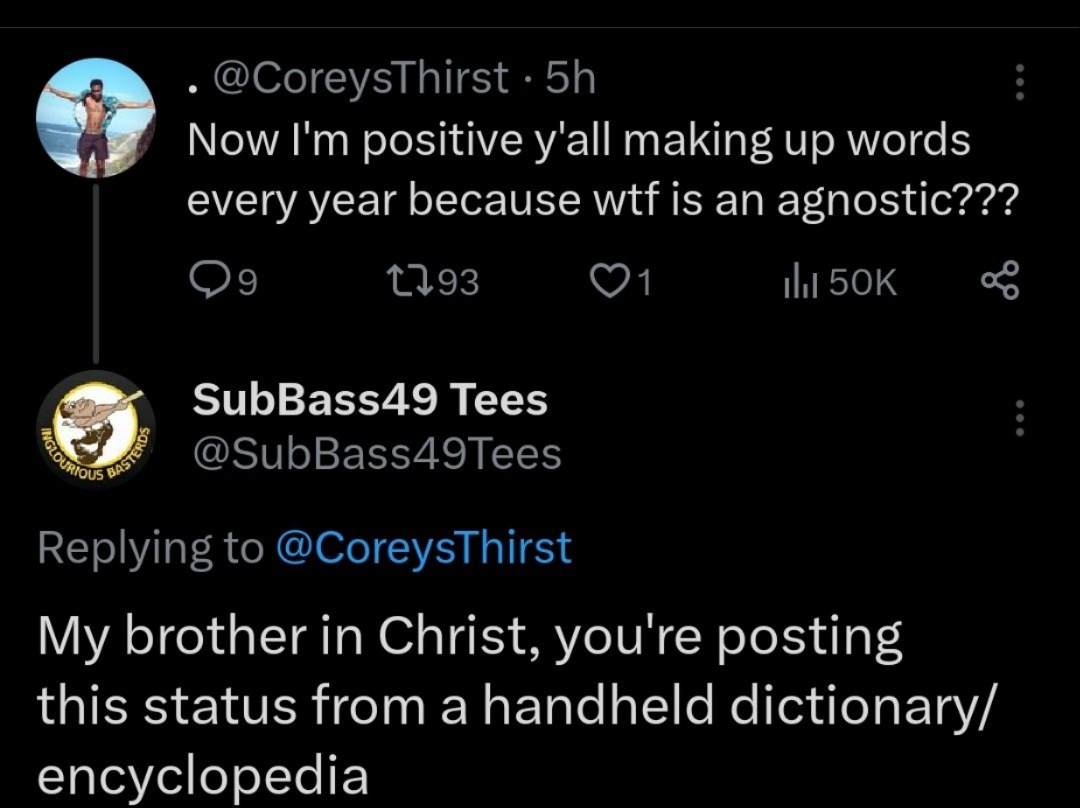 . @CoreysThirst · 5h
Now I'm positive y'all making up words
every year because wtf is an agnostic???
9 93 1 50K
INGLOURIOUS BASTERDS
SubBass49 Tees
@SubBass49Tees
Replying to @CoreysThirst
My brother in Christ, you're posting
this status from a handheld dictionary/
encyclopedia